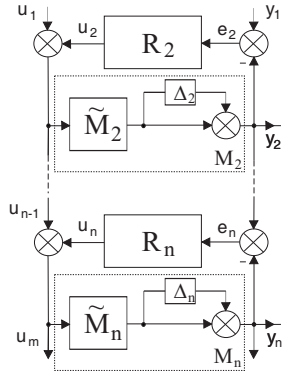 u₁ y₁
u₂ R₂ e₂
-
M̃₂ Δ₂ y₂
M₂
uₙ₋₁
uₙ Rₙ eₙ
-
uₘ M̃ₙ Δₙ yₙ
Mₙ